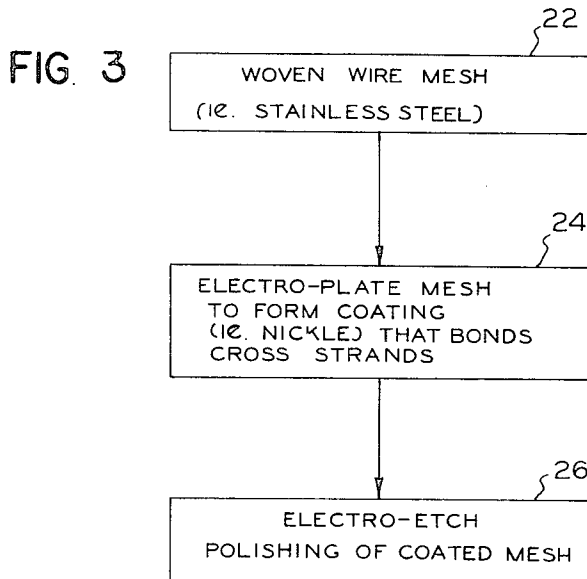 FIG. 3
22
WOVEN WIRE MESH
(ie. STAINLESS STEEL)
24
ELECTRO-PLATE MESH
TO FORM COATING
(ie. NICKLE) THAT BONDS
CROSS STRANDS
26
ELECTRO-ETCH
POLISHING OF COATED MESH